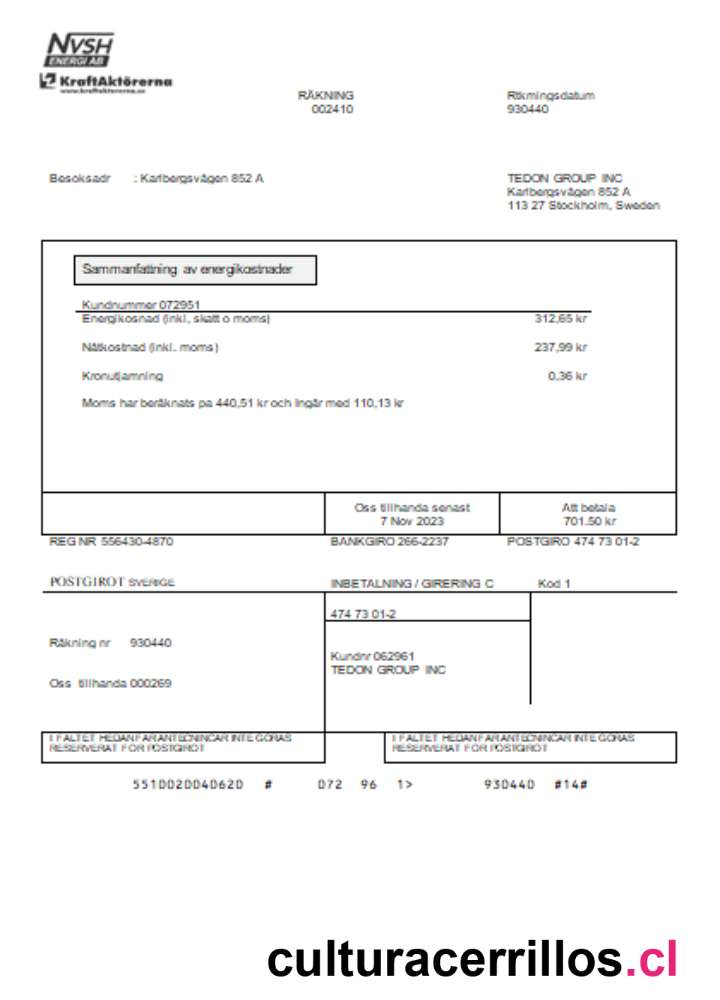 NVSH
ENERGI AB
KraftAktörerna
www.kraftaktorerna.se
RÄKNING
002410
Rtkmingsdatum
930440
Besoksadr : Karlbergsvägen 852 A
TEDON GROUP INC
Karlbergsvägen 852 A
113 27 Stockholm, Sweden
Sammanfattning av energikostnader
Kundnummer 072951
Energikosnad (inkl, skatt o moms) 312,65 kr
Nätkostnad (inkl. moms) 237,99 kr
Kronutjamning 0,36 kr
Moms har beräknats pa 440,51 kr och Ingår med 110,13 kr
Oss tillhanda senast
7 Nov 2023
Att betala
701.50 kr
REG NR 556430-4870 BANKGIRO 266-2237 POSTGIRO 474 73 01-2
POSTGIROT SVERIGE INBETALNING / GIRERING C Kod 1
474 73 01-2
Räkning nr 930440
Kundnr 062961
TEDON GROUP INC
Oss tillhanda 000269
I FALTET HEDAN FAR ANTECNINCAR INTE GORAS
RESERVERAT FOR POSTGIROT
I FALTET HEDAN FAR ANTECNINCAR INTE GORAS
RESERVERAT FOR POSTGIROT
5510020040620 # 072 96 1> 930440 #14#
culturacerrillos.cl